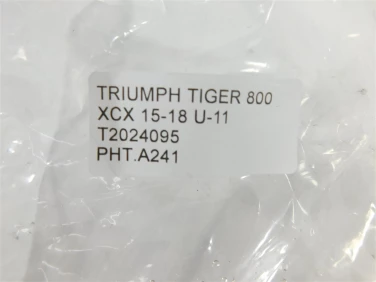 TRIUMPH TIGER 800
XCX 15-18 U-11
T2024095
PHT.A241